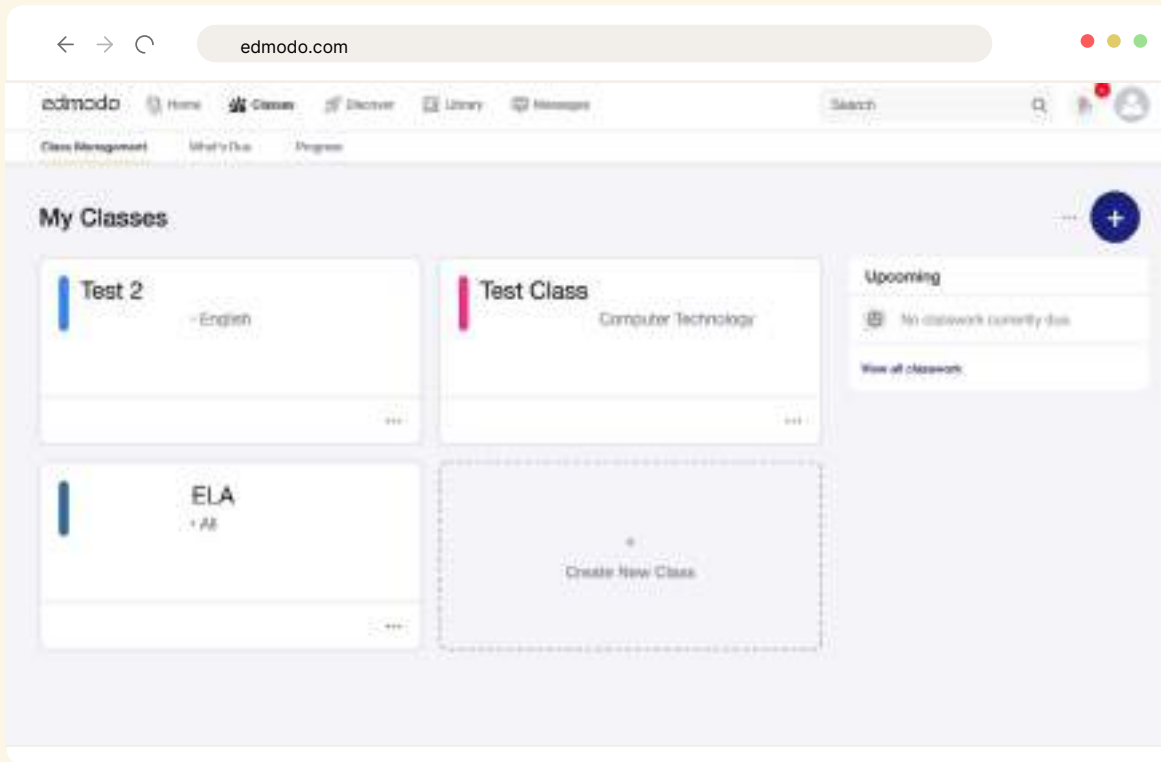 edmodo.com
edmodo Home Classes Discover Library Messages Search
Class Management What's Due Progress
My Classes
Test 2
- English
Test Class
Computer Technology
Upcoming
No classwork currently due
View all classwork
ELA
• All
+
Create New Class